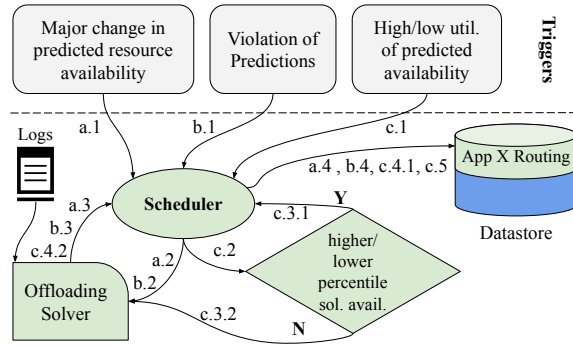 Major change in
predicted resource
availability
Violation of
Predictions
High/low util.
of predicted
availability
Triggers
a.1
b.1
c.1
Logs
a.4 , b.4, c.4.1, c.5
App X Routing
Datastore
Scheduler
a.3
b.3
c.4.2
Y
c.3.1
a.2
b.2
c.2
higher/
lower
percentile
sol. avail.
Offloading
Solver
c.3.2
N